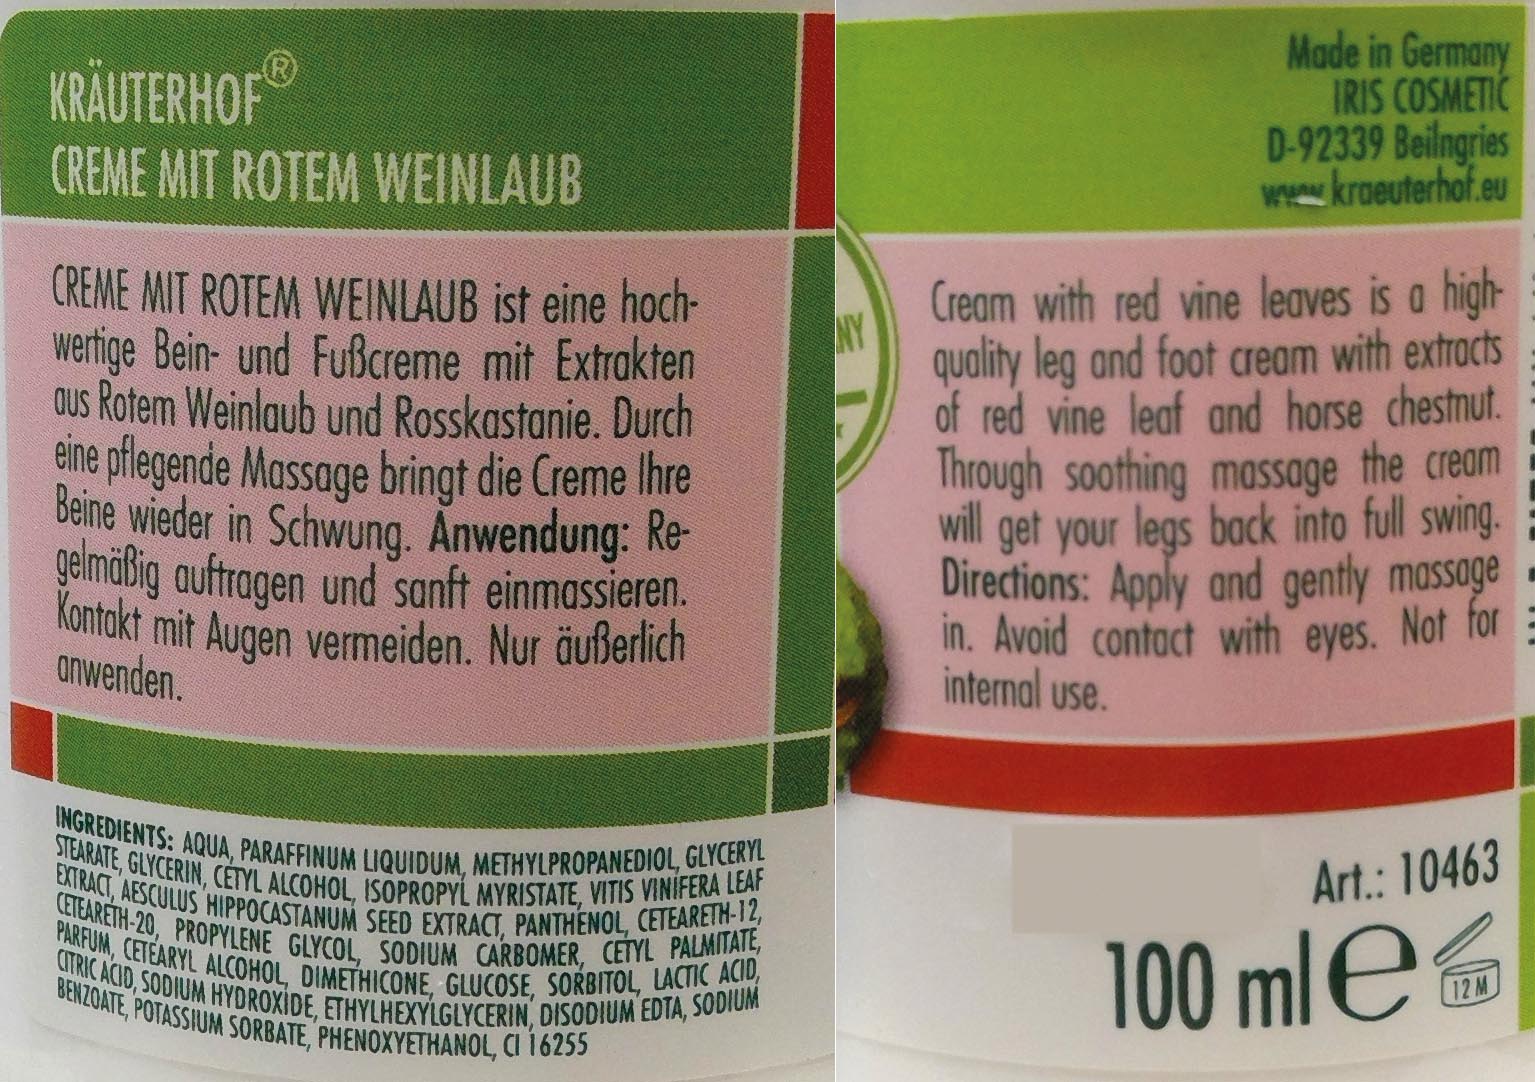 KRÄUTERHOF®
CREME MIT ROTEM WEINLAUB
CREME MIT ROTEM WEINLAUB ist eine hoch-
wertige Bein- und Fußcreme mit Extrakten
aus Rotem Weinlaub und Rosskastanie. Durch
eine pflegende Massage bringt die Creme Ihre
Beine wieder in Schwung. Anwendung: Re-
gelmäßig auftragen und sanft einmassieren.
Kontakt mit Augen vermeiden. Nur äußerlich
anwenden.
INGREDIENTS: AQUA, PARAFFINUM LIQUIDUM, METHYLPROPANEDIOL, GLYCERYL
STEARATE, GLYCERIN, CETYL ALCOHOL, ISOPROPYL MYRISTATE, VITIS VINIFERA LEAF
EXTRACT, AESCULUS HIPPOCASTANUM SEED EXTRACT, PANTHENOL, CETEARETH-12,
CETEARETH-20, PROPYLENE GLYCOL, SODIUM CARBOMER, CETYL PALMITATE,
PARFUM, CETEARYL ALCOHOL, DIMETHICONE, GLUCOSE, SORBITOL, LACTIC ACID,
CITRIC ACID, SODIUM HYDROXIDE, ETHYLHEXYLGLYCERIN, DISODIUM EDTA, SODIUM
BENZOATE, POTASSIUM SORBATE, PHENOXYETHANOL, CI 16255
Made in Germany
IRIS COSMETIC
D-92339 Beilngries
www.kraeuterhof.eu
NY
Cream with red vine leaves is a high-
quality leg and foot cream with extracts
of red vine leaf and horse chestnut.
Through soothing massage the cream
will get your legs back into full swing.
Directions: Apply and gently massage
in. Avoid contact with eyes. Not for
internal use.
Art.: 10463
100 ml ℮
12 M